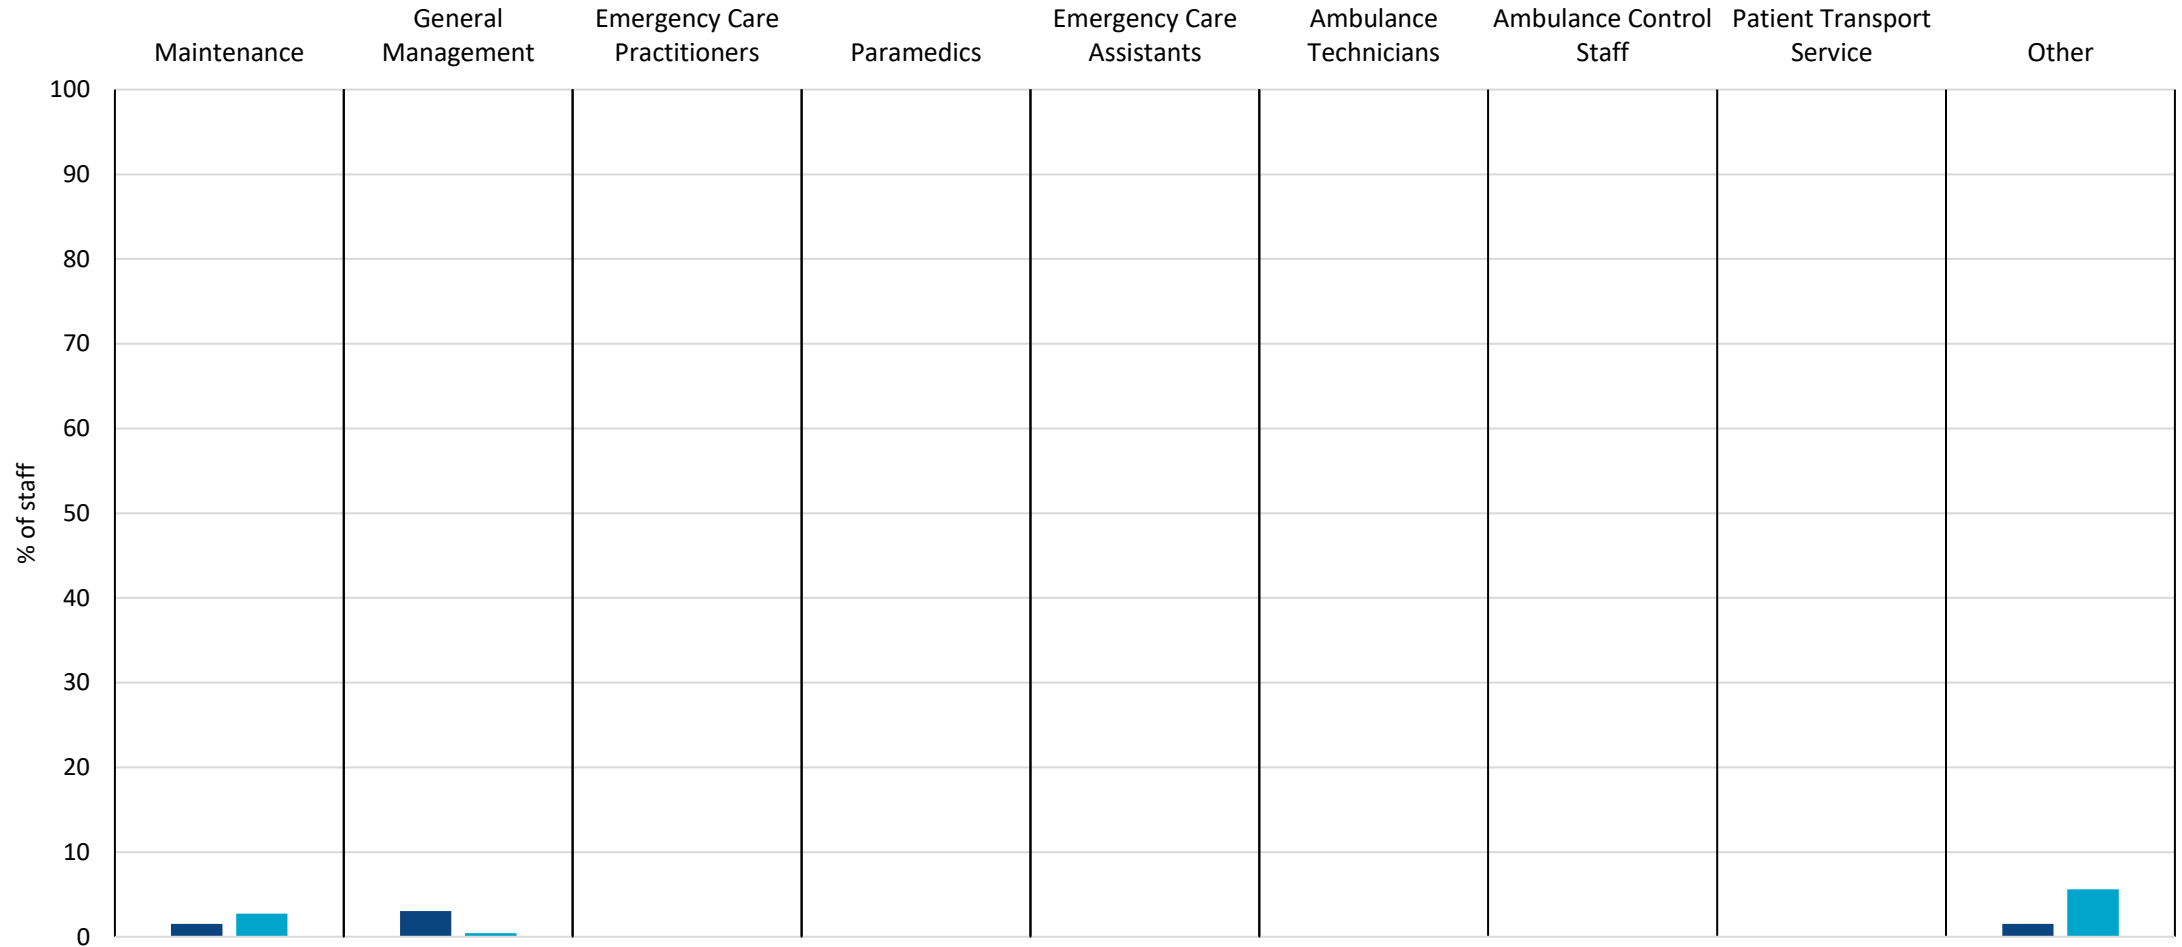 Maintenance
General
Management
Emergency Care
Practitioners
Paramedics
Emergency Care
Assistants
Ambulance
Technicians
Ambulance Control
Staff
Patient Transport
Service
Other
100
90
80
70
60
50
40
30
20
10
0
% of staff